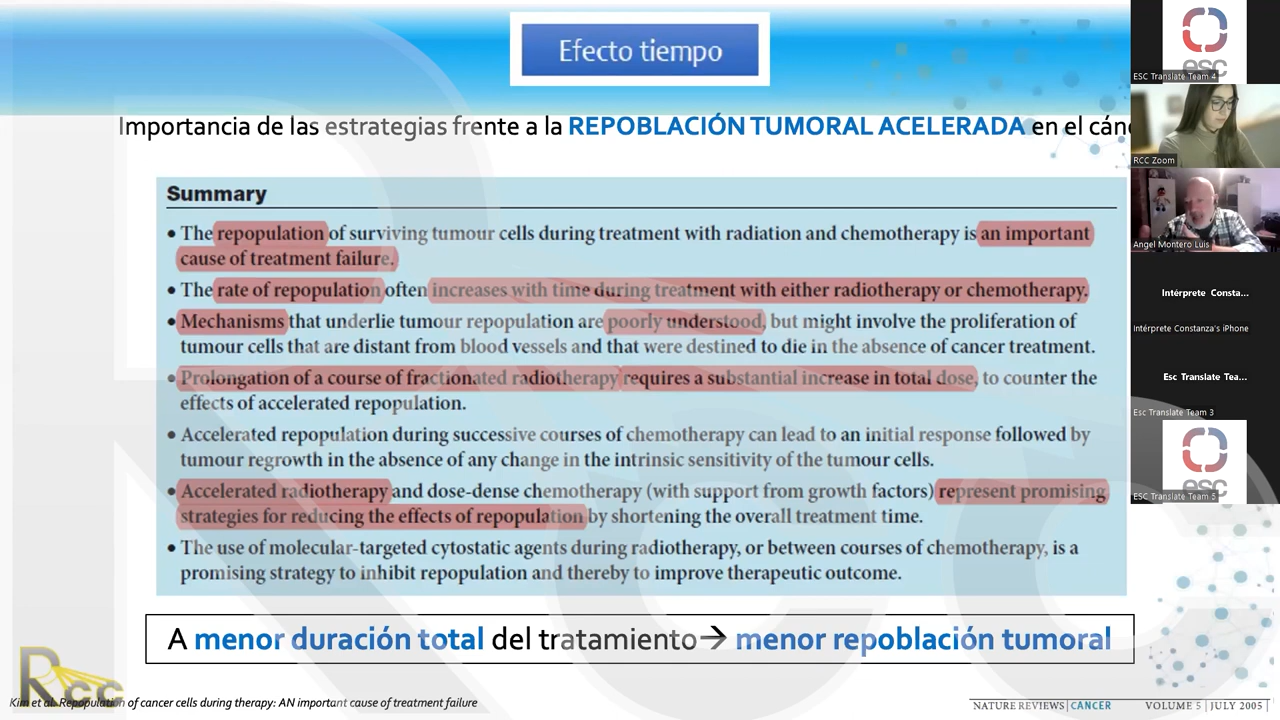 Efecto tiempo
Importancia de las estrategias frente a la REPOBLACIÓN TUMORAL ACELERADA en el
Summary
• The repopulation of surviving tumour cells during treatment with radiation and chemotherapy is an important
cause of treatment failure.
• The rate of repopulation often increases with time during treatment with either radiotherapy or chemotherapy.
• Mechanisms that underlie tumour repopulation are poorly understood, but might involve the proliferation of
tumour cells that are distant from blood vessels and that were destined to die in the absence of cancer treatment.
• Prolongation of a course of fractionated radiotherapy requires a substantial increase in total dose, to counter the
effects of accelerated repopulation.
• Accelerated repopulation during successive courses of chemotherapy can lead to an initial response followed by
tumour regrowth in the absence of any change in the intrinsic sensitivity of the tumour cells.
• Accelerated radiotherapy and dose-dense chemotherapy (with support from growth factors) represent promising
strategies for reducing the effects of repopulation by shortening the overall treatment time.
• The use of molecular-targeted cytostatic agents during radiotherapy, or between courses of chemotherapy, is a
promising strategy to inhibit repopulation and thereby to improve therapeutic outcome.
A menor duración total del tratamiento → menor repoblación tumoral
Rcc
Kim et al. Repopulation of cancer cells during therapy: AN important cause of treatment failure
NATURE REVIEWS | CANCER VOLUME 5 | JULY 2005 |
esc
ESC Translate Team 4
RCC Zoom
Angel Montero Luis
Intérprete Consta...
Intérprete Constanza's iPhone
Esc Translate Tea...
Esc Translate Team 3
esc
ESC Translate Team 5